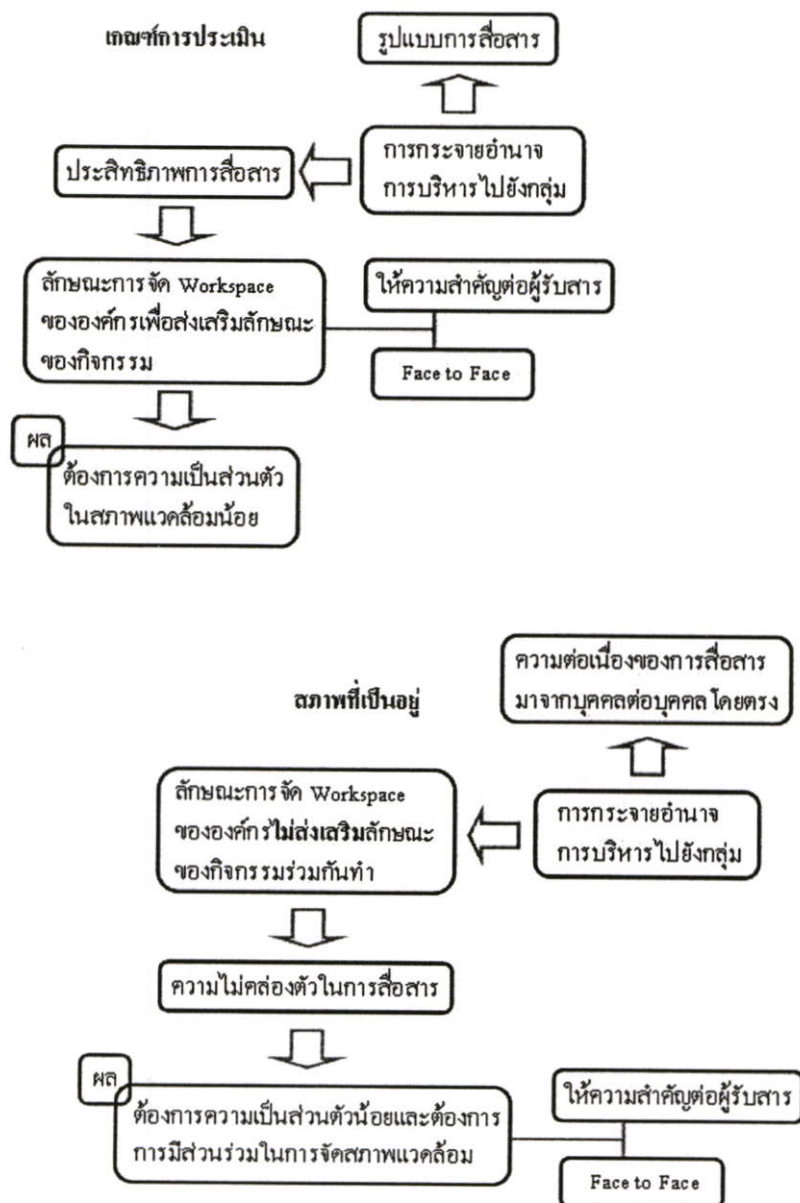 เกณฑ์การประเมิน
รูปแบบการสื่อสาร
การกระจายอำนาจ
การบริหารไปยังกลุ่ม
ประสิทธิภาพการสื่อสาร
ลักษณะการจัด Workspace
ขององค์กรเพื่อส่งเสริมลักษณะ
ของกิจกรรม
ให้ความสำคัญต่อผู้รับสาร
Face to Face
ผล
ต้องการความเป็นส่วนตัว
ในสภาพแวดล้อมน้อย
สภาพที่เป็นอยู่
ความต่อเนื่องของการสื่อสาร
มาจากบุคคลต่อบุคคลโดยตรง
การกระจายอำนาจ
การบริหารไปยังกลุ่ม
ลักษณะการจัด Workspace
ขององค์กรไม่ส่งเสริมลักษณะ
ของกิจกรรมร่วมกันทำ
ความไม่คล่องตัวในการสื่อสาร
ผล
ต้องการความเป็นส่วนตัวน้อยและต้องการ
การมีส่วนร่วมในการจัดสภาพแวดล้อม
ให้ความสำคัญต่อผู้รับสาร
Face to Face